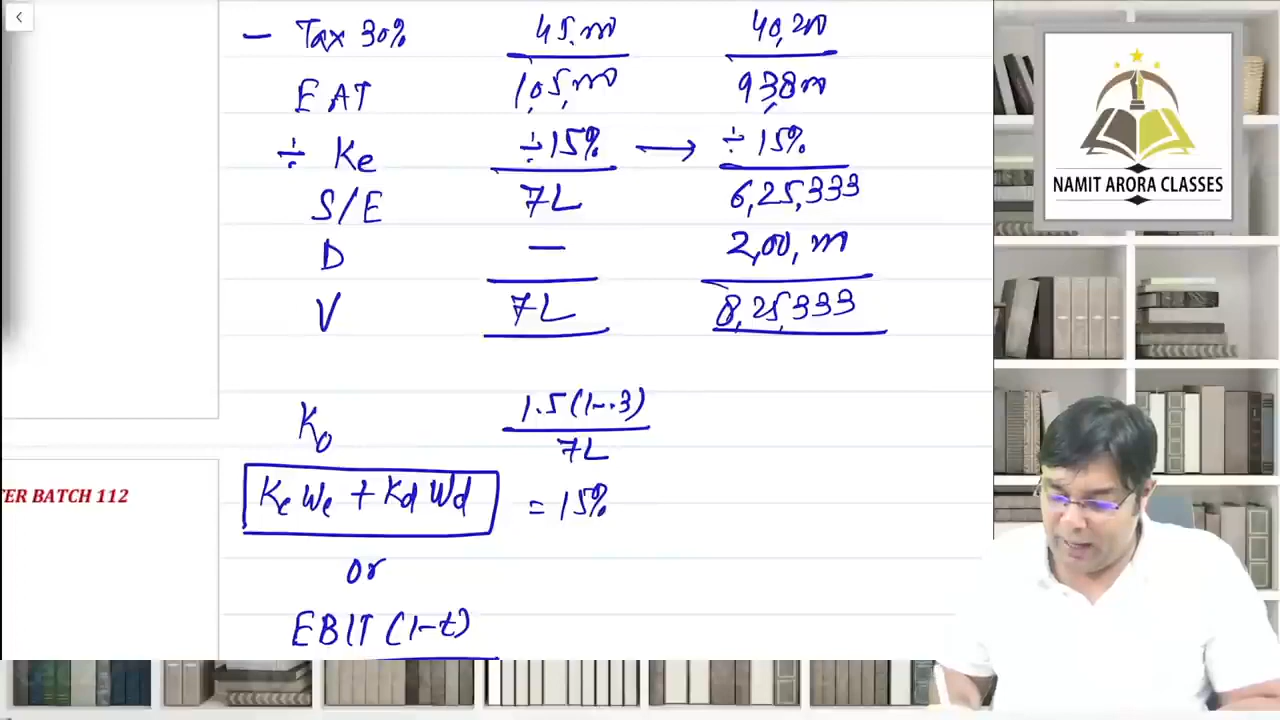 - Tax 30% 45,000 40,200
EAT 1,05,000 93,800
÷ Ke ÷15% → ÷ 15%
S/E 7L 6,25,333
D — 2,00,000
V 7L 8,25,333
Ko 1.5(1-.3)
7L
Ke We + Kd Wd = 15%
or
EBIT (1-t)
TER BATCH 112
NAMIT ARORA CLASSES